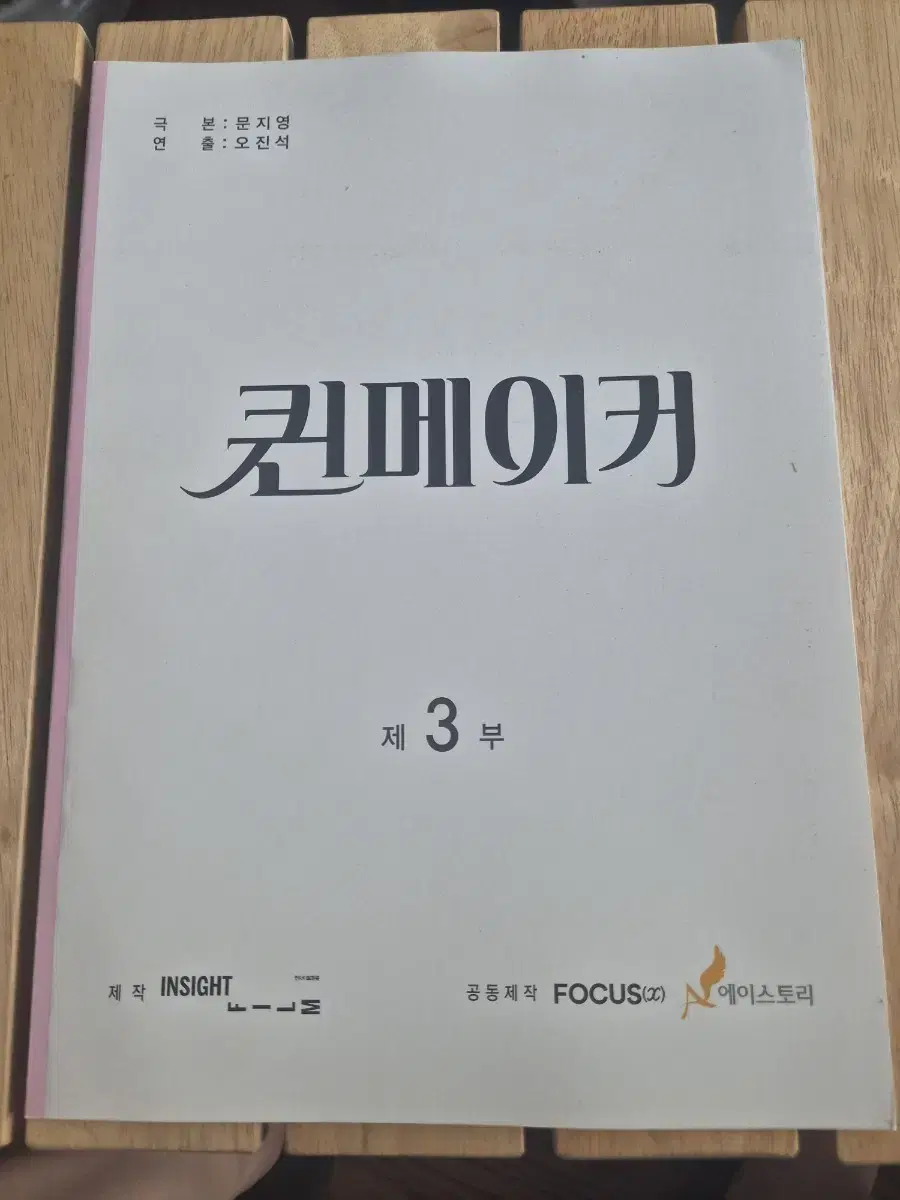 극 본 : 문지영
연 출 : 오진석
퀸메이커
제 3 부
제 작 INSIGHT
FILM
공동제작 FOCUS(x) 에이스토리